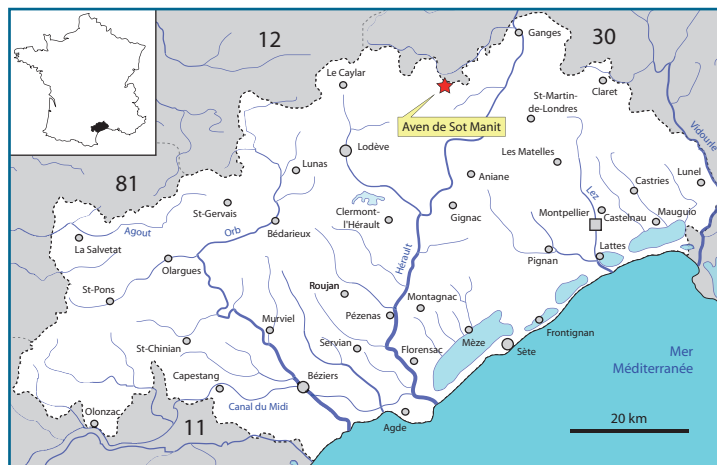 12
30
81
11
Ganges
Le Caylar
Claret
Aven de Sot Manit
St-Martin-
de-Londres
Vidourle
Lodève
Les Matelles
Lunas
Aniane
Lunel
Castries
Lez
St-Gervais
Clermont-
l'Hérault
Gignac
Montpellier
Castelnau
Mauguio
Agout
Orb
Bédarieux
La Salvetat
Hérault
Pignan
Lattes
Olargues
St-Pons
Roujan
Montagnac
Pézenas
Murviel
Mèze
Frontignan
St-Chinian
Servian
Florensac
Sète
Mer
Méditerranée
Capestang
Béziers
Canal du Midi
Olonzac
Agde
20 km